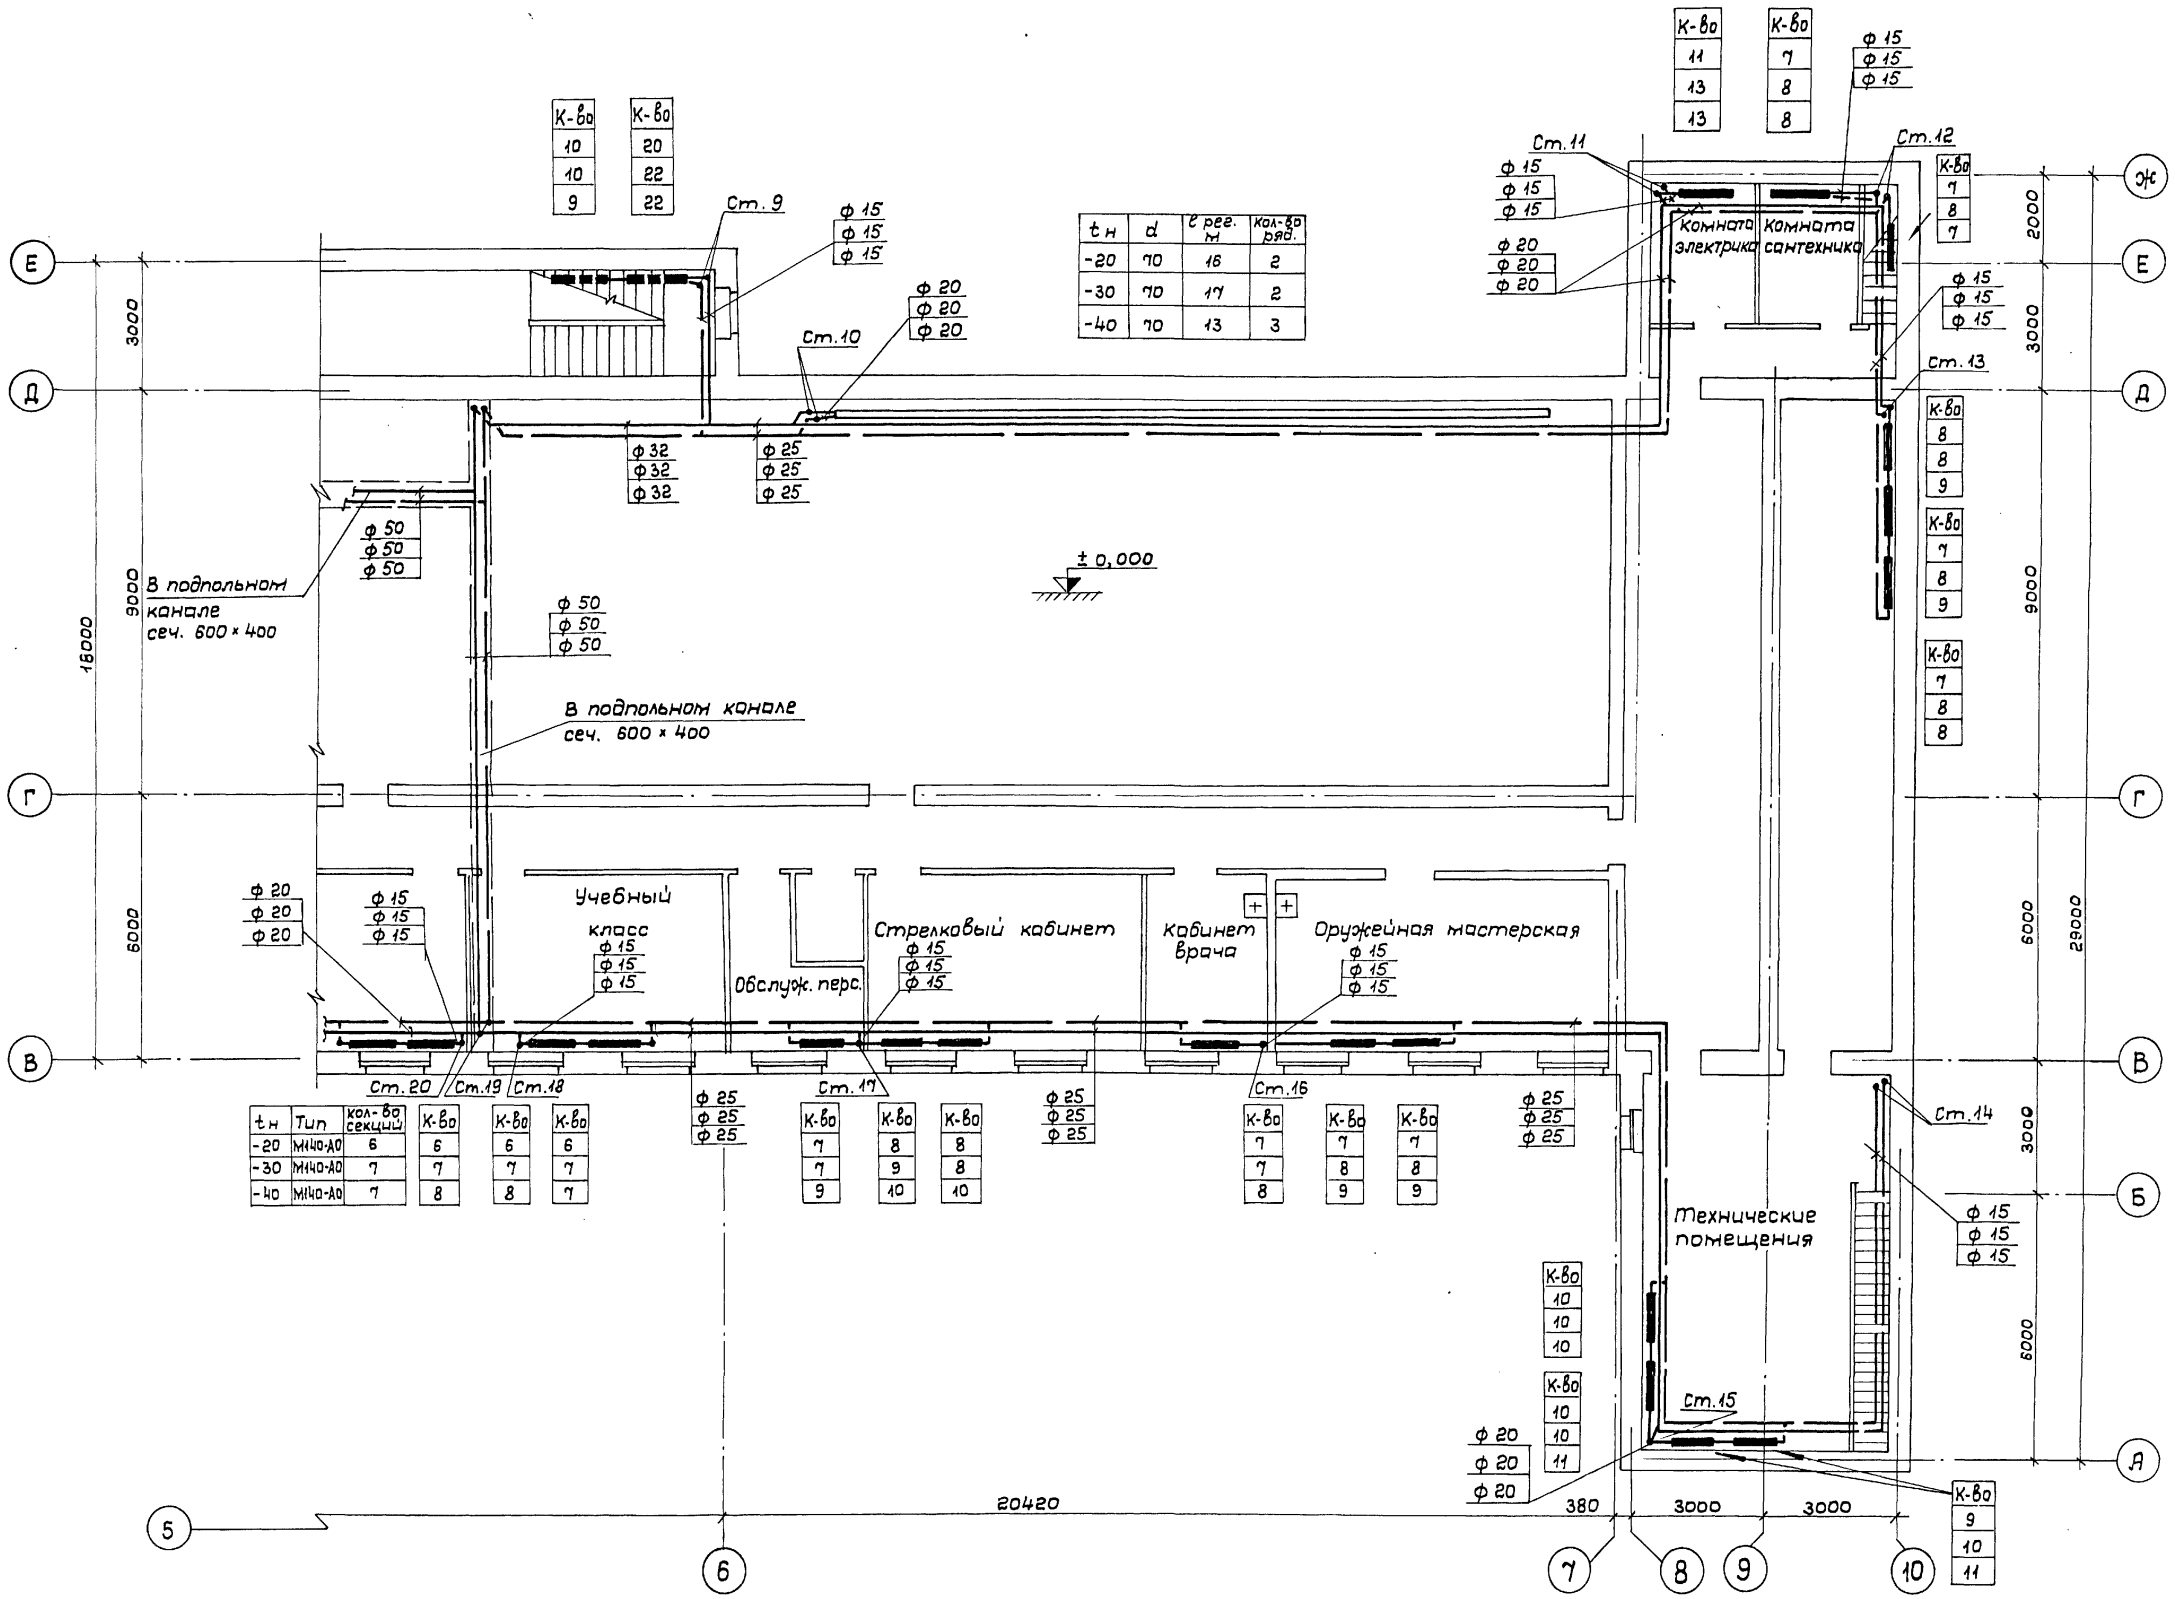 К-во
11
13
13
К-во
7
8
8
ф 15
ф 15
ф 15
К-во
10
10
9
К-во
20
22
22
Ст. 9
ф 15
ф 15
ф 15
tн d ℓ рег. м кол-во ряд.
-20 70 16 2
-30 70 17 2
-40 70 13 3
Ст.11
ф 15
ф 15
ф 15
ф 20
ф 20
ф 20
Ст.12
К-во
7
8
7
Комната
электрика
Комната
сантехника
Ж
2000
Е
3000
Д
Е
3000
Д
ф 20
ф 20
ф 20
Ст.10
ф 15
ф 15
ф 15
Ст.13
К-во
8
8
9
К-во
7
8
9
К-во
7
8
8
ф 32
ф 32
ф 32
ф 25
ф 25
ф 25
ф 50
ф 50
ф 50
В подпольном
канале
сеч. 600 × 400
± 0,000
ф 50
ф 50
ф 50
18000
9000
9000
В подпольном канале
сеч. 600 × 400
Г
Г
6000
6000
29000
ф 20
ф 20
ф 20
ф 15
ф 15
ф 15
Учебный
класс
ф 15
ф 15
ф 15
Обслуж. перс.
Стрелковый кабинет
ф 15
ф 15
ф 15
Кабинет
врача
Оружейная мастерская
ф 15
ф 15
ф 15
В
В
Ст.20
Ст.19
Ст.18
Ст.17
Ст.16
Ст.14
tн Тип кол-во секций
-20 М140-АО 6
-30 М140-АО 7
-40 М140-АО 7
К-во
6
7
8
К-во
6
7
8
К-во
6
7
7
ф 25
ф 25
ф 25
К-во
7
7
9
К-во
8
9
10
К-во
8
8
10
ф 25
ф 25
ф 25
К-во
7
7
8
К-во
7
8
9
К-во
7
8
9
ф 25
ф 25
ф 25
3000
Б
Технические
помещения
ф 15
ф 15
ф 15
К-во
10
10
10
К-во
10
10
11
6000
Ст.15
ф 20
ф 20
ф 20
А
К-во
9
10
11
20420
380
3000
3000
5
6
7
8
9
10